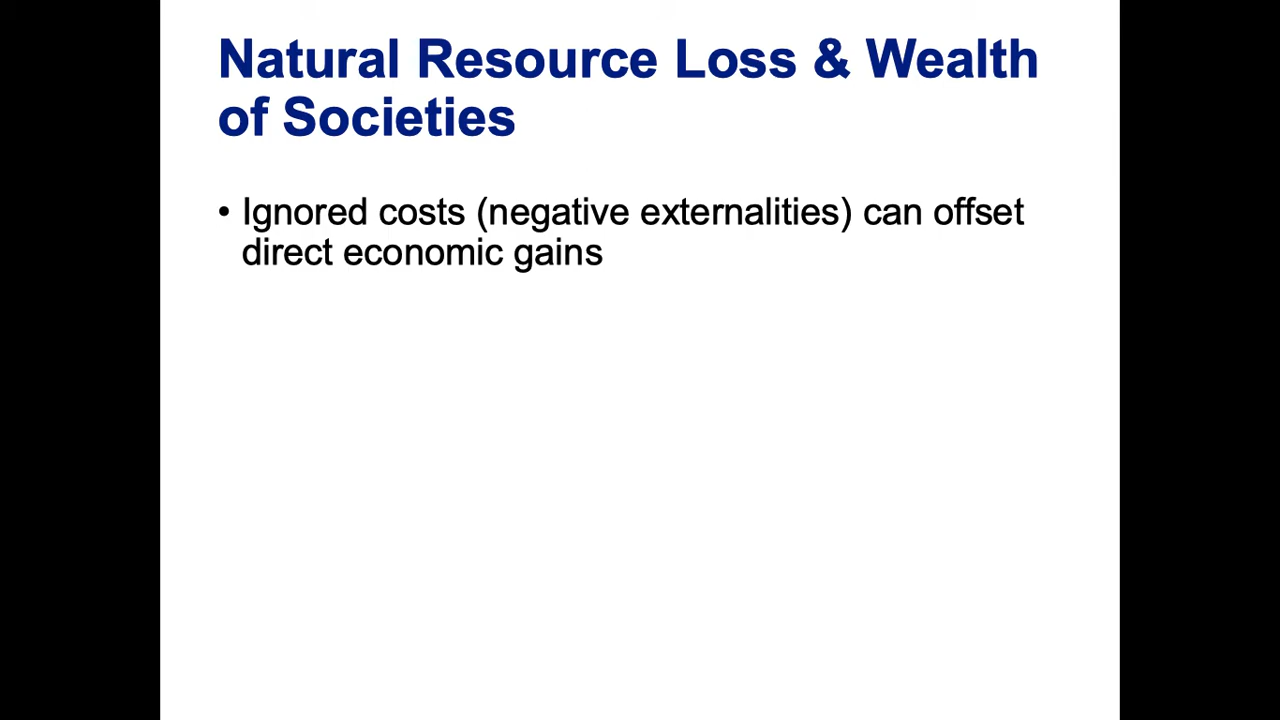 Natural Resource Loss & Wealth
of Societies
• Ignored costs (negative externalities) can offset
direct economic gains